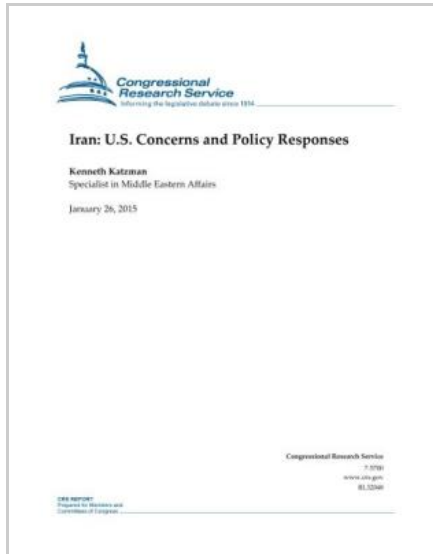 Congressional
Research Service
Informing the legislative debate since 1914
Iran: U.S. Concerns and Policy Responses
Kenneth Katzman
Specialist in Middle Eastern Affairs
January 26, 2015
Congressional Research Service
7-5700
www.crs.gov
RL32048
CRS REPORT
Prepared for Members and
Committees of Congress